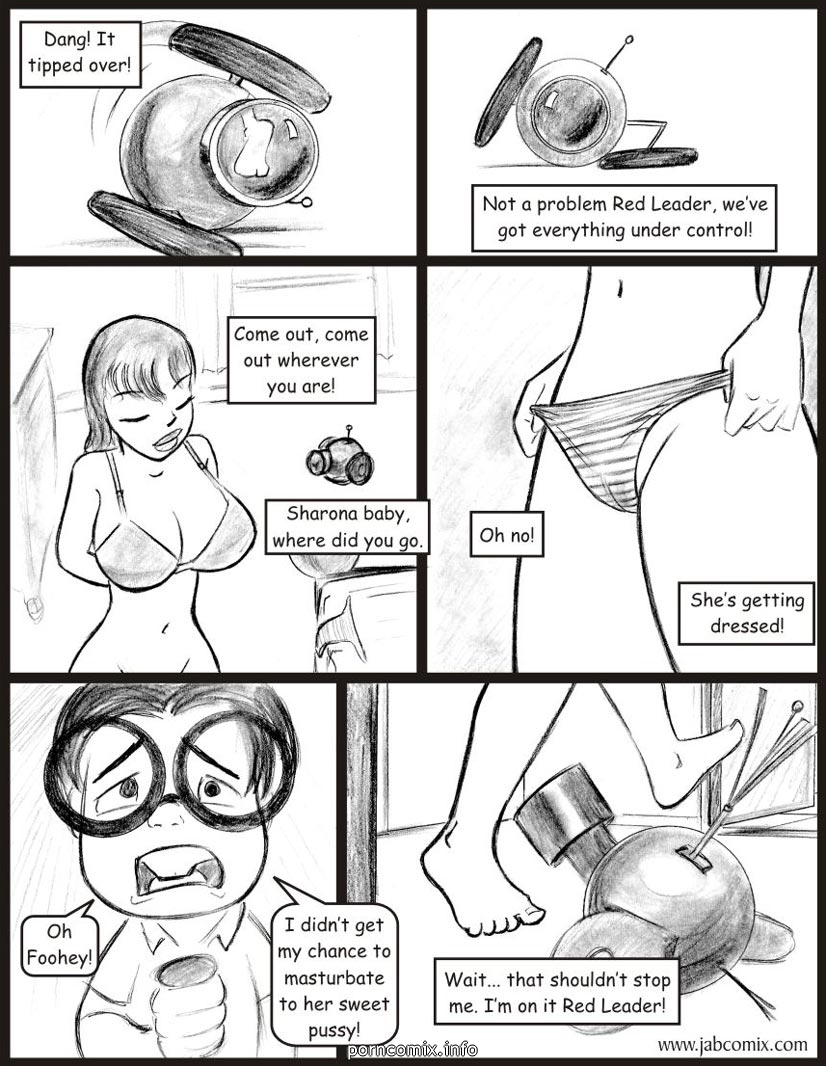 Dang! It
tipped over!
Not a problem Red Leader, we've
got everything under control!
Come out, come
out wherever
you are!
Sharona baby,
where did you go.
Oh no!
She's getting
dressed!
Oh
Foohey!
I didn't get
my chance to
masturbate
to her sweet
pussy!
Wait... that shouldn't stop
me. I'm on it Red Leader!
www.jabcomix.com
porncomix.info